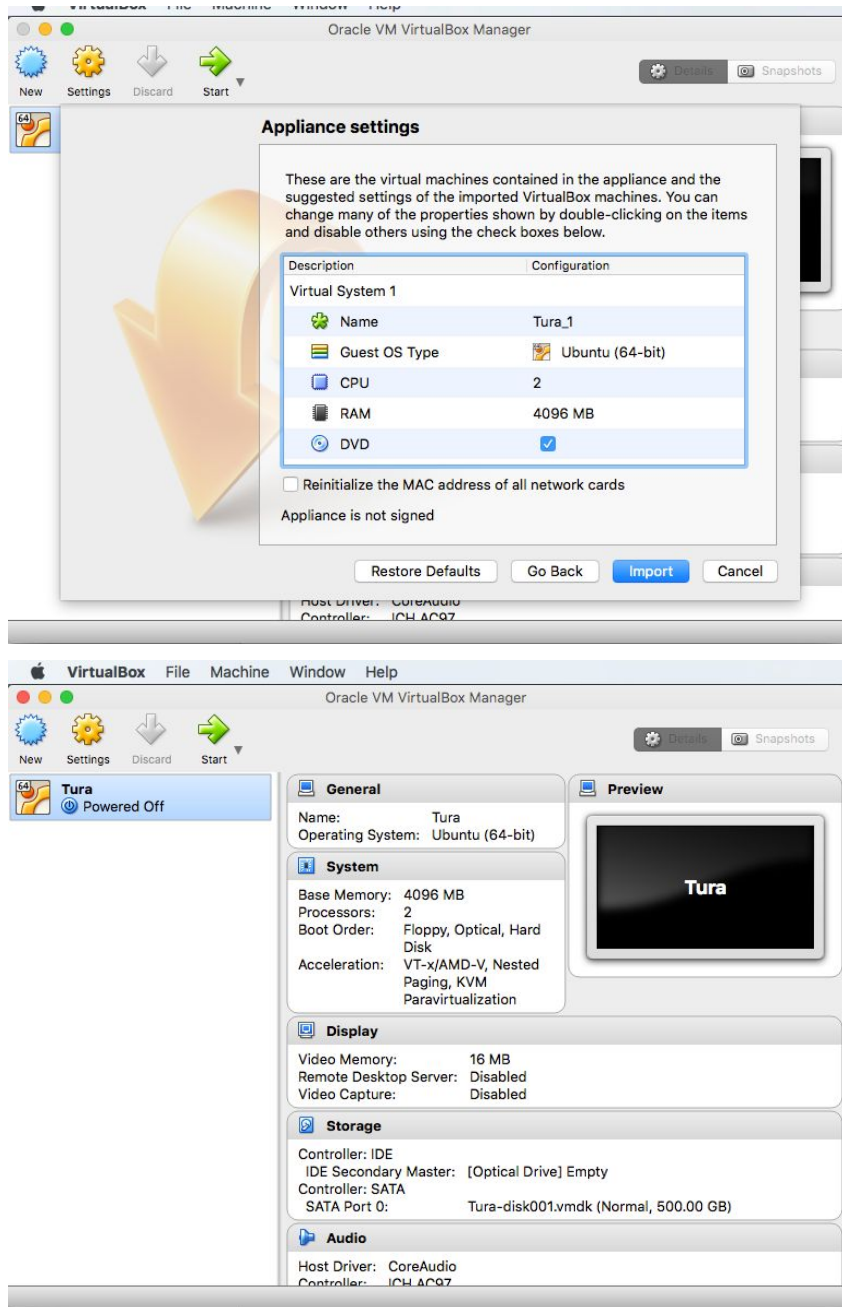 VirtualBox File Machine Window Help
Oracle VM VirtualBox Manager
New Settings Discard Start
Details Snapshots
64
Appliance settings
These are the virtual machines contained in the appliance and the
suggested settings of the imported VirtualBox machines. You can
change many of the properties shown by double-clicking on the items
and disable others using the check boxes below.
Description Configuration
Virtual System 1
Name Tura_1
Guest OS Type Ubuntu (64-bit)
CPU 2
RAM 4096 MB
DVD
Reinitialize the MAC address of all network cards
Appliance is not signed
Restore Defaults Go Back Import Cancel
Host Driver: CoreAudio
Controller: ICH AC97
VirtualBox File Machine Window Help
Oracle VM VirtualBox Manager
New Settings Discard Start
Details Snapshots
64
Tura
Powered Off
General
Name: Tura
Operating System: Ubuntu (64-bit)
System
Base Memory: 4096 MB
Processors: 2
Boot Order: Floppy, Optical, Hard
Disk
Acceleration: VT-x/AMD-V, Nested
Paging, KVM
Paravirtualization
Preview
Tura
Display
Video Memory: 16 MB
Remote Desktop Server: Disabled
Video Capture: Disabled
Storage
Controller: IDE
IDE Secondary Master: [Optical Drive] Empty
Controller: SATA
SATA Port 0: Tura-disk001.vmdk (Normal, 500.00 GB)
Audio
Host Driver: CoreAudio
Controller: ICH AC97